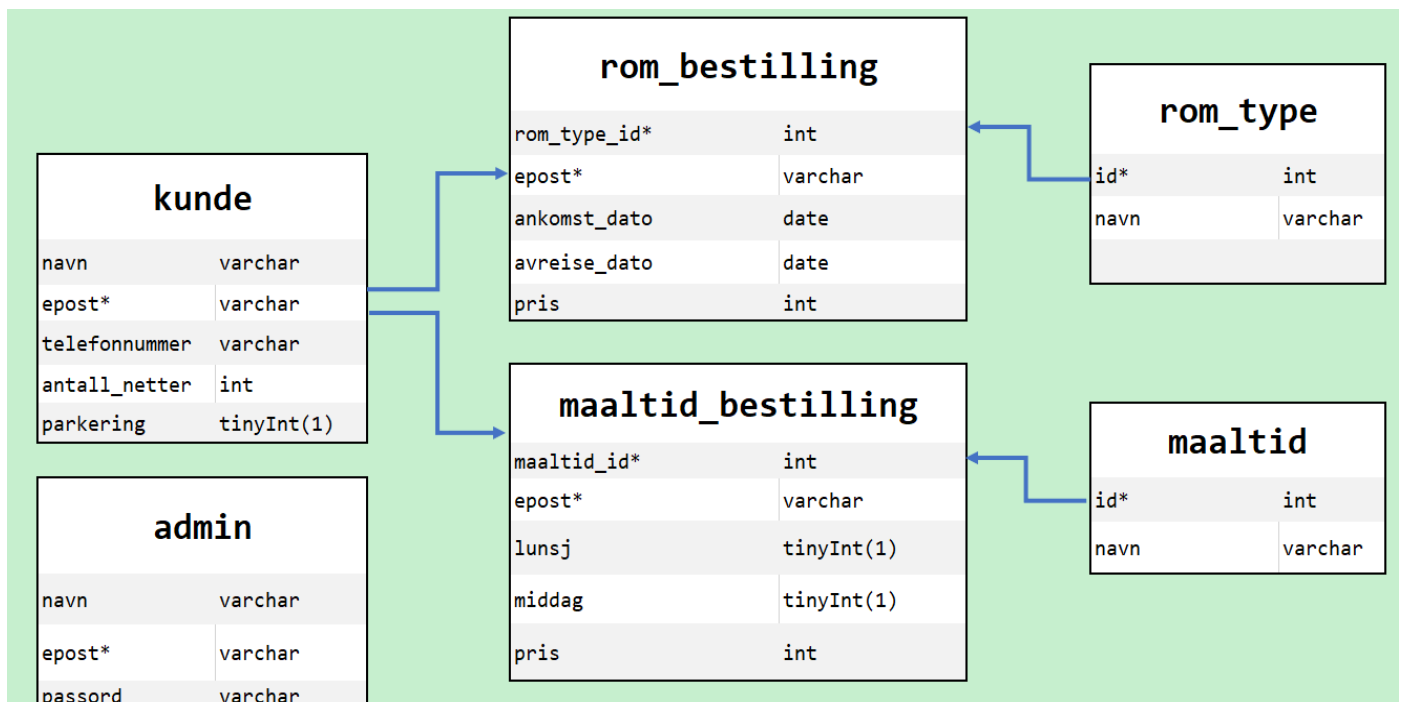 kunde
navn varchar
epost* varchar
telefonnummer varchar
antall_netter int
parkering tinyInt(1)
admin
navn varchar
epost* varchar
passord varchar
rom_bestilling
rom_type_id* int
epost* varchar
ankomst_dato date
avreise_dato date
pris int
maaltid_bestilling
maaltid_id* int
epost* varchar
lunsj tinyInt(1)
middag tinyInt(1)
pris int
rom_type
id* int
navn varchar
maaltid
id* int
navn varchar